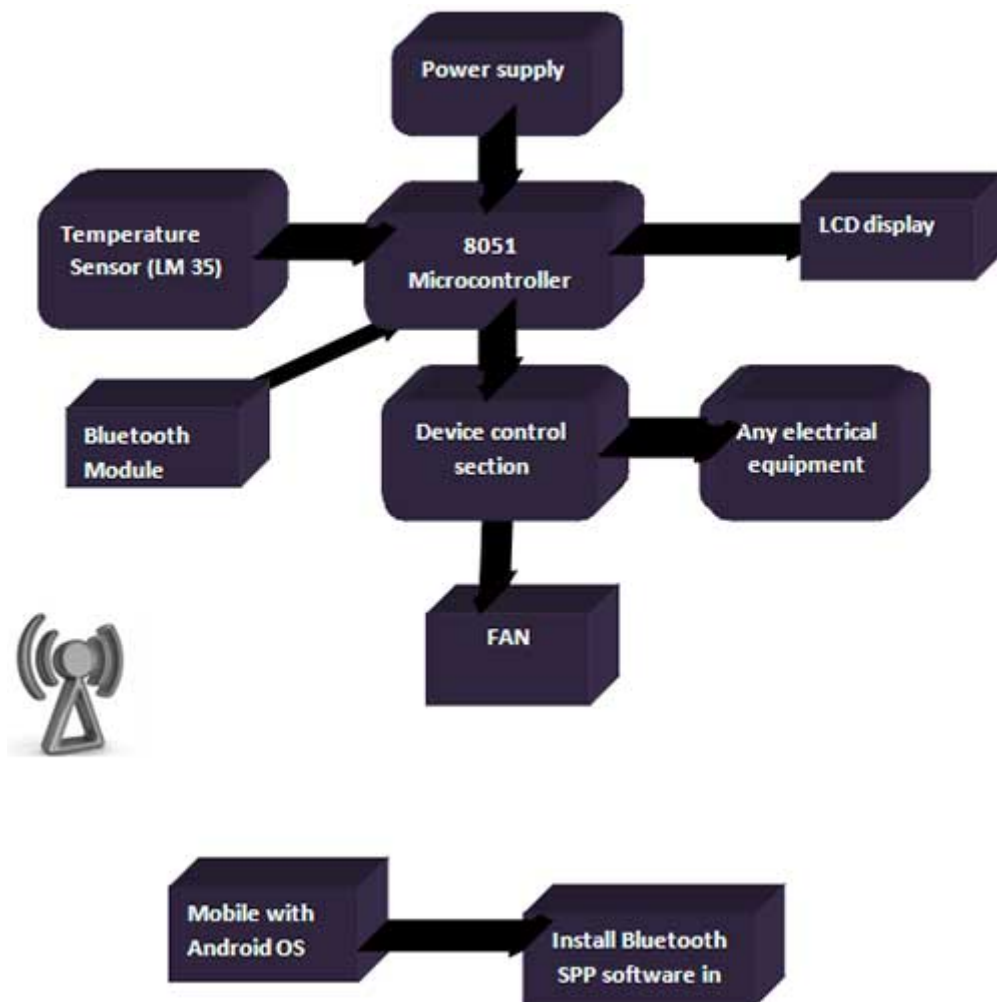 Power supply
Temperature
Sensor (LM 35)
8051
Microcontroller
LCD display
Bluetooth
Module
Device control
section
Any electrical
equipment
FAN
Mobile with
Android OS
Install Bluetooth
SPP software in